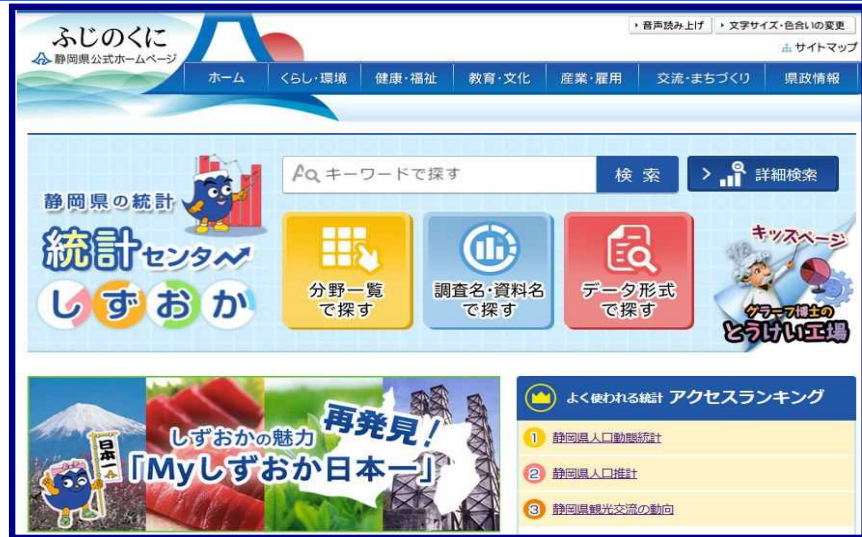 ふじのくに
静岡県公式ホームページ
音声読み上げ
文字サイズ・色合いの変更
サイトマップ
ホーム
くらし・環境
健康・福祉
教育・文化
産業・雇用
交流・まちづくり
県政情報
静岡県の統計
統計センター
しずおか
キーワードで探す
検索
詳細検索
分野一覧
で探す
調査名・資料名
で探す
データ形式
で探す
キッズページ
グラーフ博士の
とうけい工場
日本一
しずおかの魅力
再発見!
「Myしずおか日本一」
よく使われる統計 アクセスランキング
1 静岡県人口動態統計
2 静岡県人口推計
3 静岡県観光交流の動向